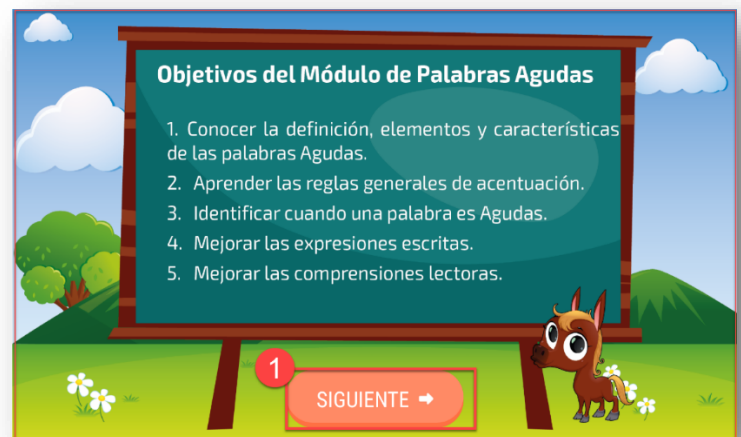 Objetivos del Módulo de Palabras Agudas
1. Conocer la definición, elementos y características
de las palabras Agudas.
2. Aprender las reglas generales de acentuación.
3. Identificar cuando una palabra es Agudas.
4. Mejorar las expresiones escritas.
5. Mejorar las comprensiones lectoras.
1
SIGUIENTE ➡